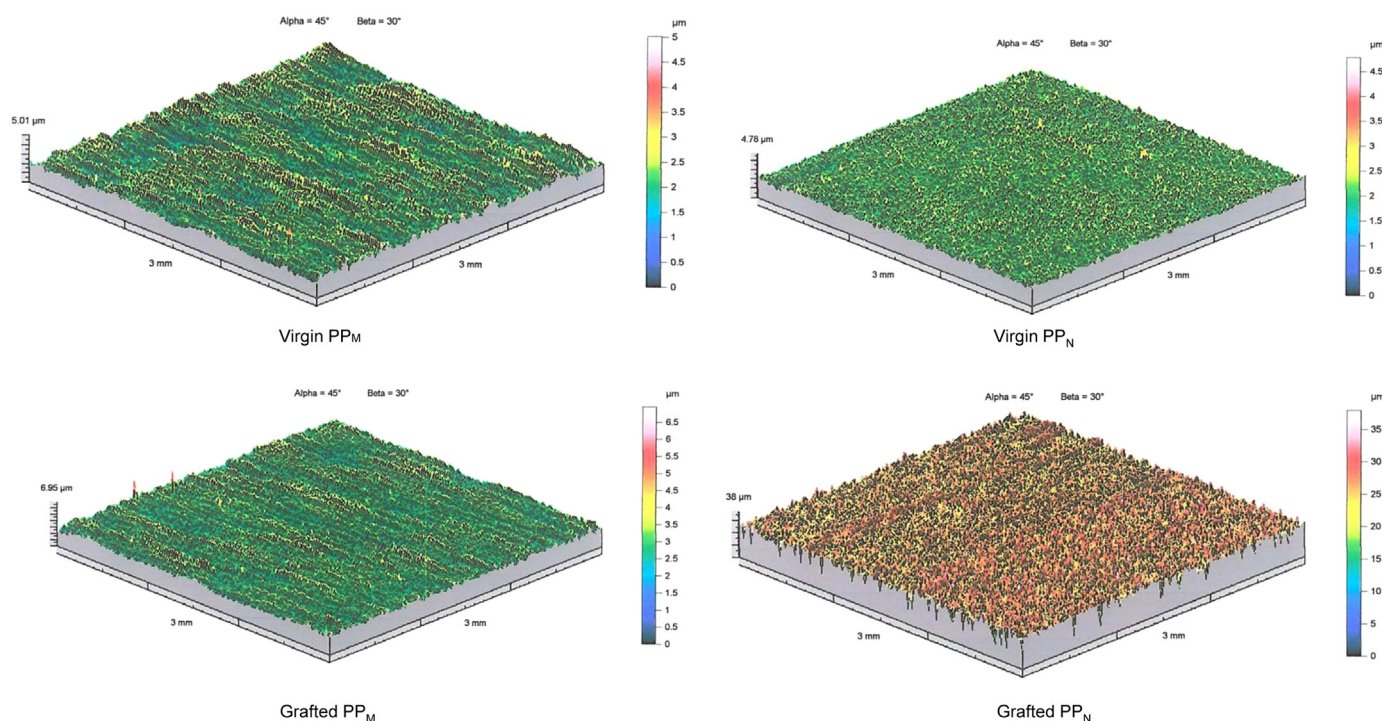 Alpha = 45° Beta = 30°
µm
5
4.5
4
3.5
3
2.5
2
1.5
1
0.5
0
5.01 µm
3 mm
3 mm
Virgin PPM
Alpha = 45° Beta = 30°
µm
4.5
4
3.5
3
2.5
2
1.5
1
0.5
0
4.78 µm
3 mm
3 mm
Virgin PPN
Alpha = 45° Beta = 30°
µm
6.5
6
5.5
5
4.5
4
3.5
3
2.5
2
1.5
1
0.5
0
6.95 µm
3 mm
3 mm
Grafted PPM
Alpha = 45° Beta = 30°
µm
35
30
25
20
15
10
5
0
38 µm
3 mm
3 mm
Grafted PPN